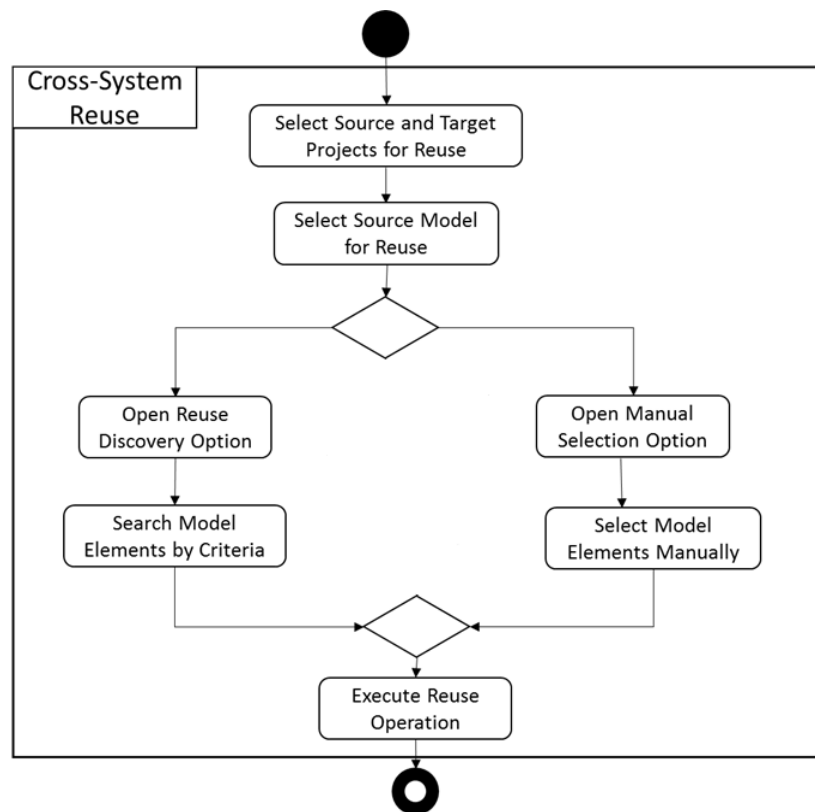 Cross-System
Reuse
Select Source and Target
Projects for Reuse
Select Source Model
for Reuse
Open Reuse
Discovery Option
Open Manual
Selection Option
Search Model
Elements by Criteria
Select Model
Elements Manually
Execute Reuse
Operation